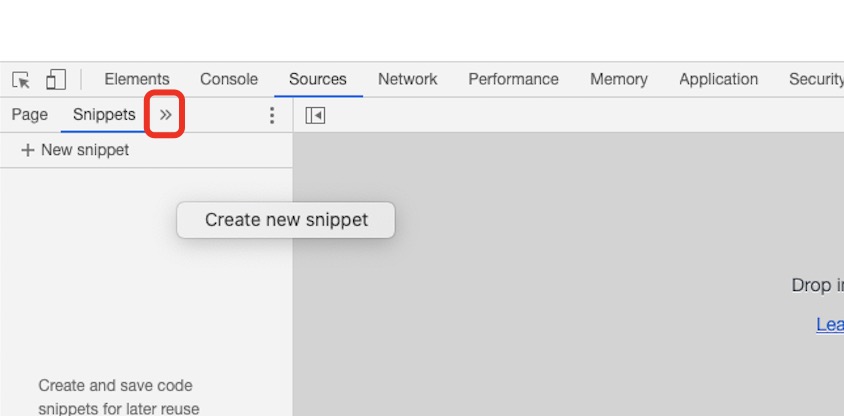 Elements Console Sources Network Performance Memory Application Security
Page Snippets »
+ New snippet
Create new snippet
Drop in
Lea
Create and save code
snippets for later reuse